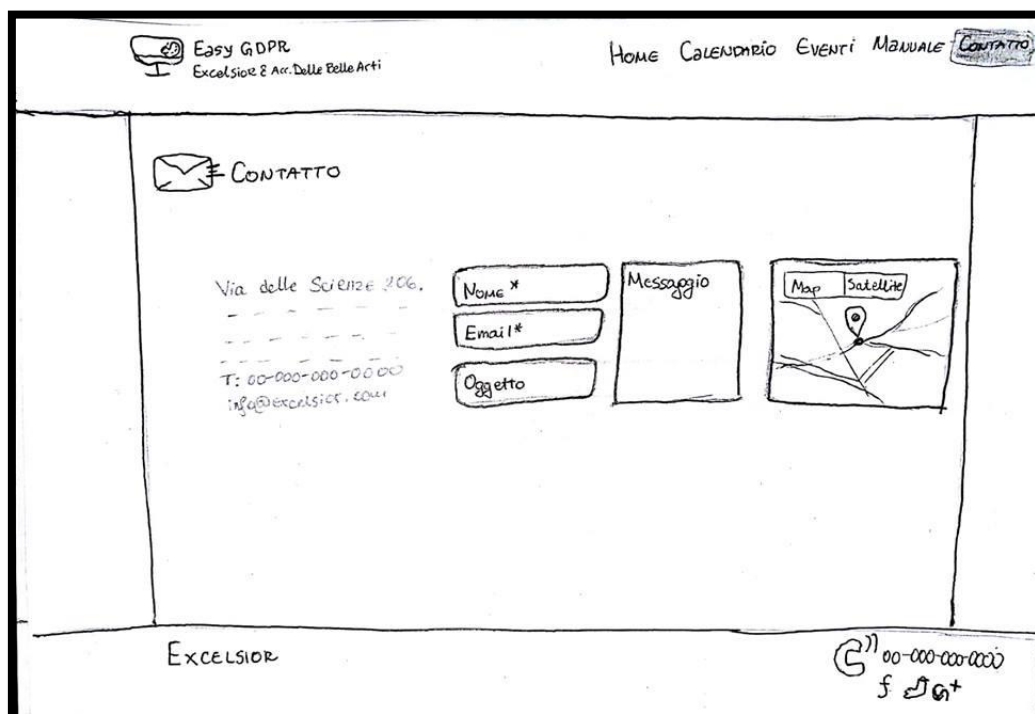 Easy GDPR
Excelsior & Acc. Delle Belle Arti
HOME CALENDARIO EVENTI MANUALE CONTATTO
CONTATTO
Via delle Scienze 206.
T: 00-000-000-0000
info@excelsior.com
NOME *
Email*
Oggetto
Messaggio
Map Satellite
EXCELSIOR
00-000-000-0000
f G+